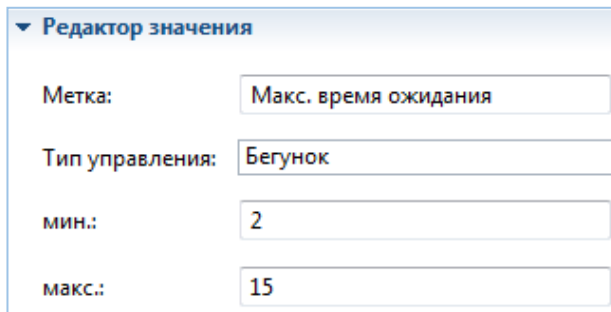 Редактор значения
Метка: Макс. время ожидания
Тип управления: Бегунок
мин.: 2
макс.: 15